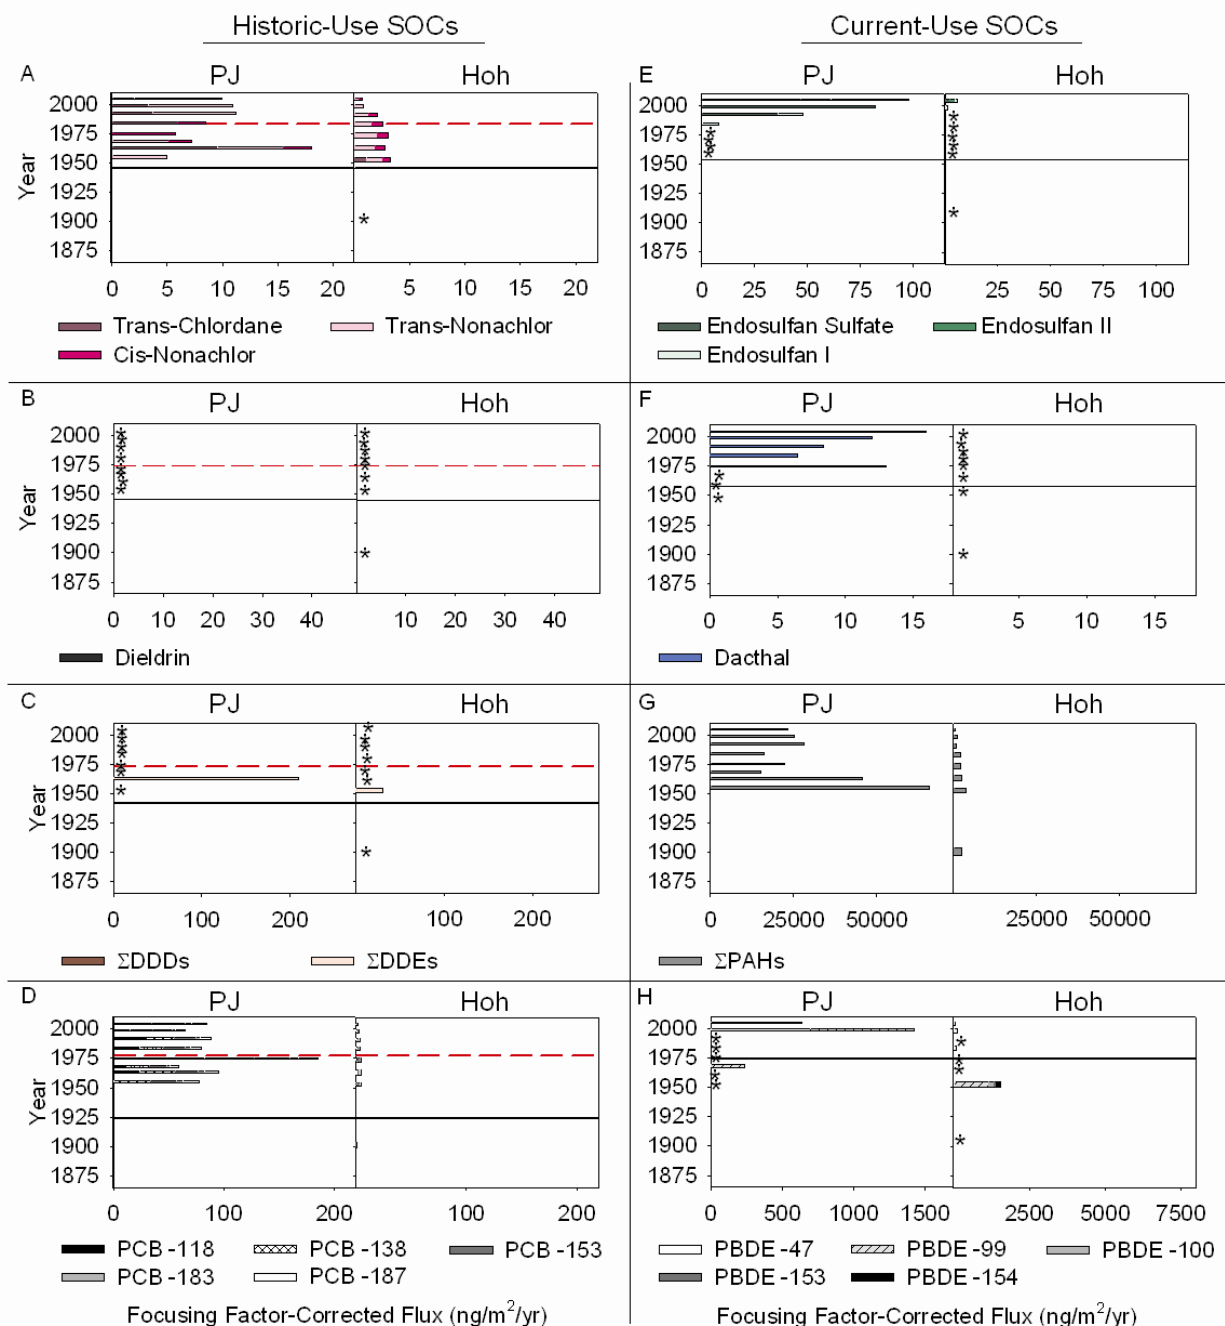 Historic-Use SOCs
Current-Use SOCs
A
PJ
Hoh
Year
2000
1975
1950
1925
1900
1875
*
0 5 10 15 20
5 10 15 20
Trans-Chlordane
Trans-Nonachlor
Cis-Nonachlor
E
PJ
Hoh
2000
1975
1950
1925
1900
1875
* * * *
* * * * * *
0 25 50 75 100
25 50 75 100
Endosulfan Sulfate
Endosulfan II
Endosulfan I
B
PJ
Hoh
Year
2000
1975
1950
1925
1900
1875
0 10 20 30 40
10 20 30 40
Dieldrin
F
PJ
Hoh
2000
1975
1950
1925
1900
1875
0 5 10 15
5 10 15
Dacthal
C
PJ
Hoh
Year
2000
1975
1950
1925
1900
1875
0 100 200
100 200
ΣDDDs
ΣDDEs
G
PJ
Hoh
2000
1975
1950
1925
1900
1875
0 25000 50000
25000 50000
ΣPAHs
D
PJ
Hoh
Year
2000
1975
1950
1925
1900
1875
0 100 200
100 200
PCB -118
PCB -138
PCB -153
PCB -183
PCB -187
Focusing Factor-Corrected Flux (ng/m²/yr)
H
PJ
Hoh
2000
1975
1950
1925
1900
1875
0 500 1000 1500
2500 5000 7500
PBDE -47
PBDE -99
PBDE -100
PBDE -153
PBDE -154
Focusing Factor-Corrected Flux (ng/m²/yr)